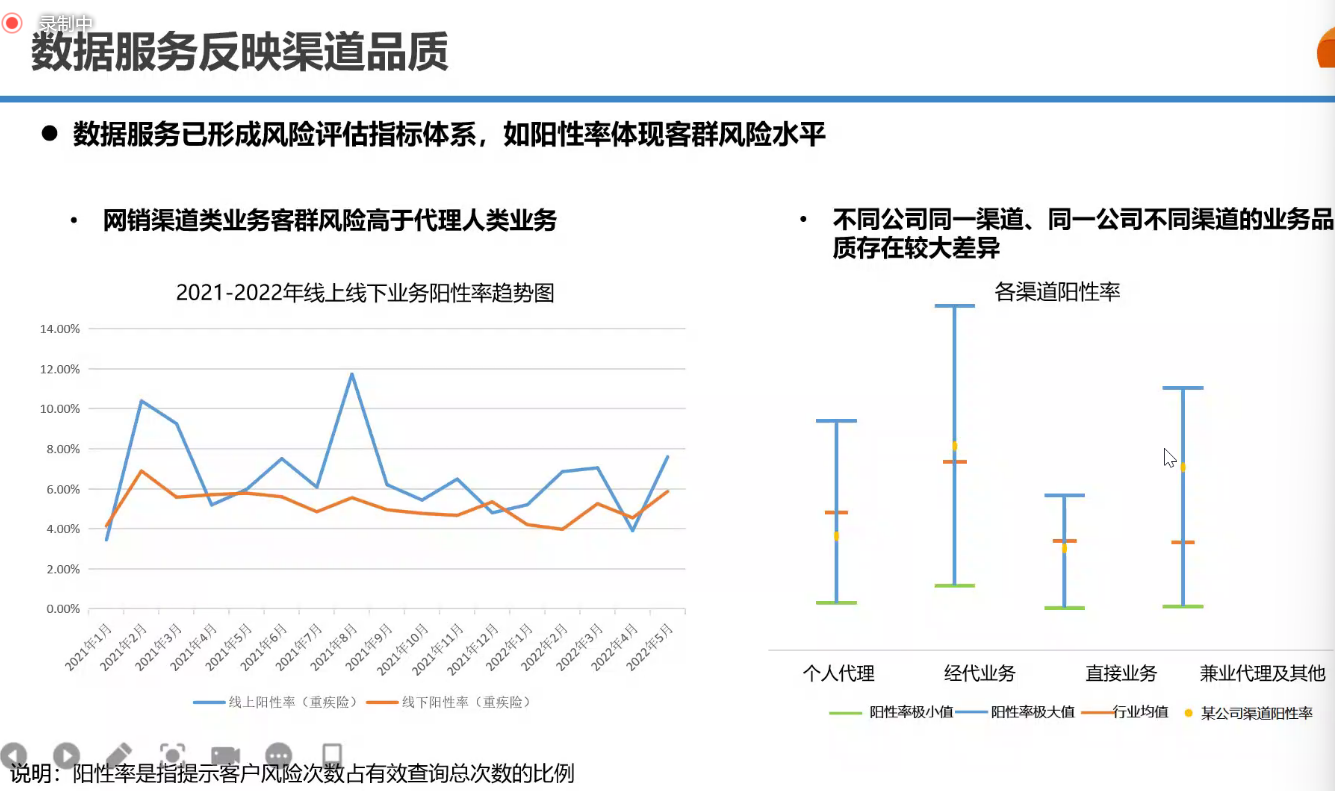 录制中
数据服务反映渠道品质
● 数据服务已形成风险评估指标体系，如阳性率体现客群风险水平
• 网销渠道类业务客群风险高于代理人类业务
2021-2022年线上线下业务阳性率趋势图
14.00%
12.00%
10.00%
8.00%
6.00%
4.00%
2.00%
0.00%
2021年1月
2021年2月
2021年3月
2021年4月
2021年5月
2021年6月
2021年7月
2021年8月
2021年9月
2021年10月
2021年11月
2021年12月
2022年1月
2022年2月
2022年3月
2022年4月
2022年5月
线上阳性率（重疾险） 线下阳性率（重疾险）
• 不同公司同一渠道、同一公司不同渠道的业务品
质存在较大差异
各渠道阳性率
个人代理 经代业务 直接业务 兼业代理及其他
阳性率极小值 阳性率极大值 行业均值 某公司渠道阳性率
说明：阳性率是指提示客户风险次数占有效查询总次数的比例